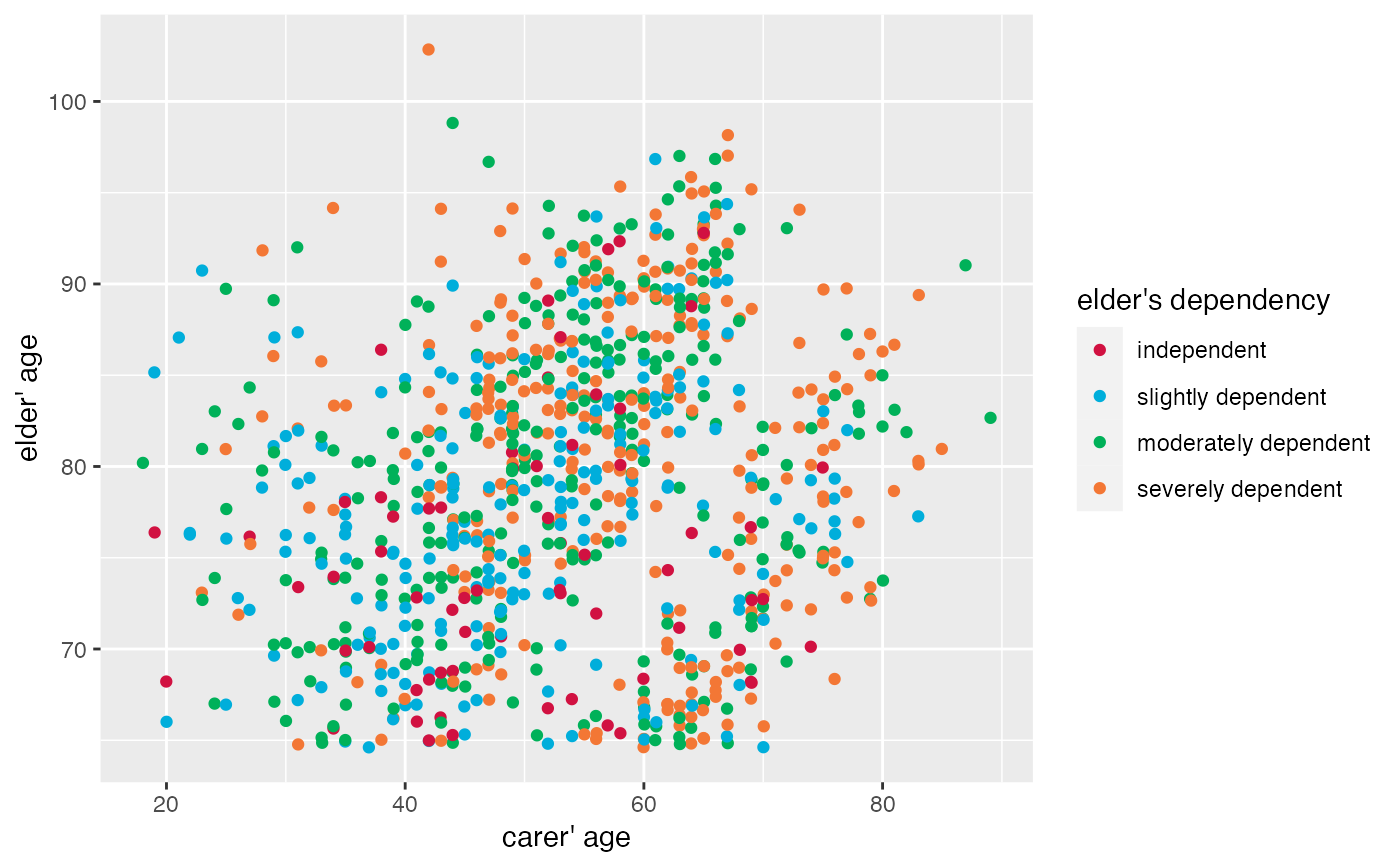 100
90
80
70
elder' age
20
40
60
80
carer' age
elder's dependency
independent
slightly dependent
moderately dependent
severely dependent